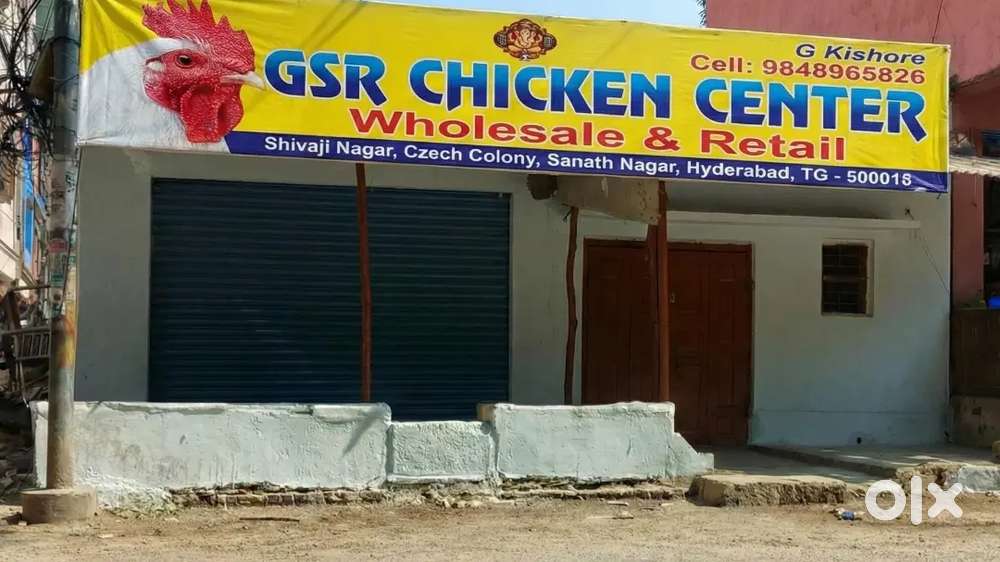 G Kishore
Cell: 9848965826
GSR CHICKEN CENTER
Wholesale & Retail
Shivaji Nagar, Czech Colony, Sanath Nagar, Hyderabad, TG - 500018
olx